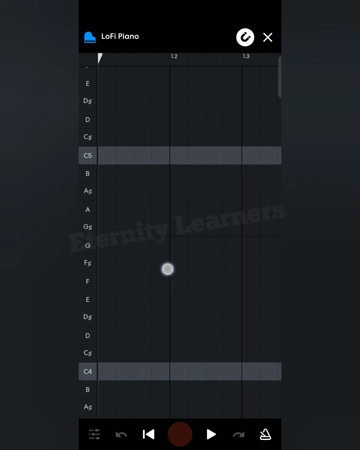 LoFi Piano
1.2 1.3
E
D♯
D
C♯
C5
B
A♯
A
G♯
G
F♯
F
E
D♯
D
C♯
C4
B
A♯
Eternity Learners